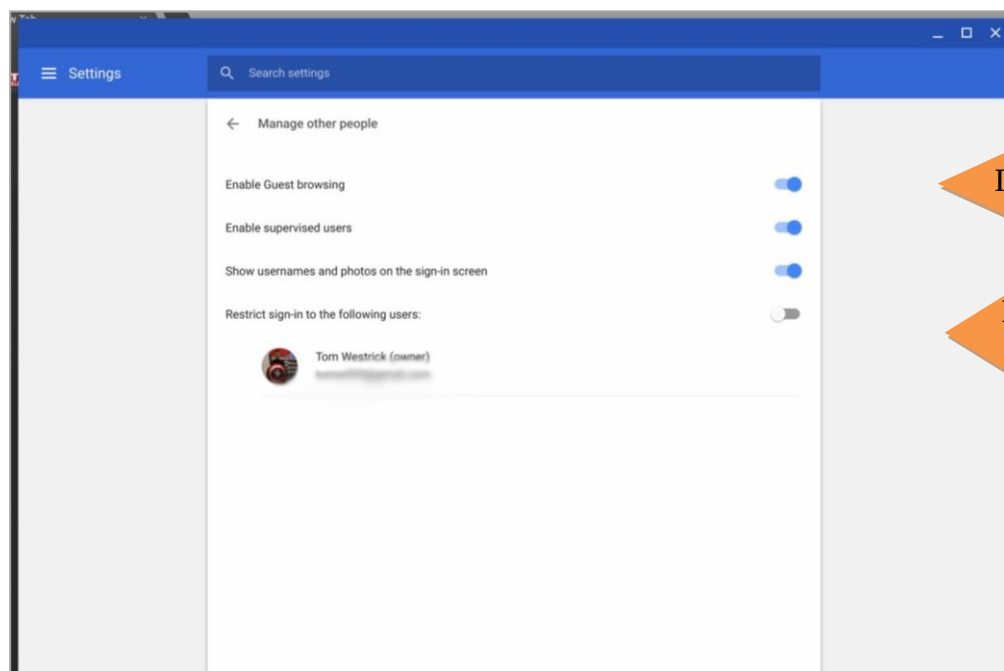 Settings
Search settings
Manage other people
Enable Guest browsing
Enable supervised users
Show usernames and photos on the sign-in screen
Restrict sign-in to the following users:
Tom Westrick (owner)